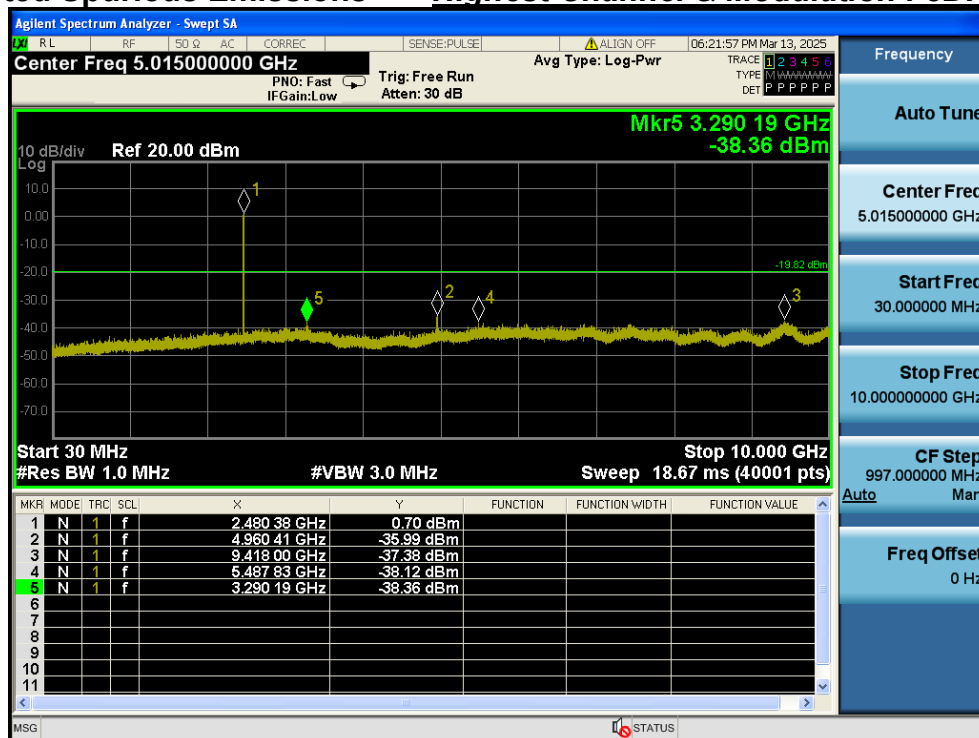 Highest Channel & Modulation
Agilent Spectrum Analyzer - Swept SA
LXI RL RF 50 Ω AC CORREC SENSE:PULSE ALIGN OFF 06:21:57 PM Mar 13, 2025
Center Freq 5.015000000 GHz Avg Type: Log-Pwr TRACE 1 2 3 4 5 6
PNO: Fast Trig: Free Run TYPE M
IFGain:Low Atten: 30 dB DET P P P P P P
Mkr5 3.290 19 GHz
10 dB/div Ref 20.00 dBm -38.36 dBm
Log
10.0
0.00
-10.0
-20.0
-30.0
-40.0
-50.0
-60.0
-70.0
1
-19.82 dBm
5
2
4
3
Start 30 MHz Stop 10.000 GHz
#Res BW 1.0 MHz #VBW 3.0 MHz Sweep 18.67 ms (40001 pts)
MKR MODE TRC SCL X Y FUNCTION FUNCTION WIDTH FUNCTION VALUE
1 N 1 f 2.480 38 GHz 0.70 dBm
2 N 1 f 4.960 41 GHz -35.99 dBm
3 N 1 f 9.418 00 GHz -37.38 dBm
4 N 1 f 5.487 83 GHz -38.12 dBm
5 N 1 f 3.290 19 GHz -38.36 dBm
6
7
8
9
10
11
MSG STATUS
Frequency
Auto Tune
Center Freq
5.015000000 GHz
Start Freq
30.000000 MHz
Stop Freq
10.000000000 GHz
CF Step
997.000000 MHz
Auto Man
Freq Offset
0 Hz